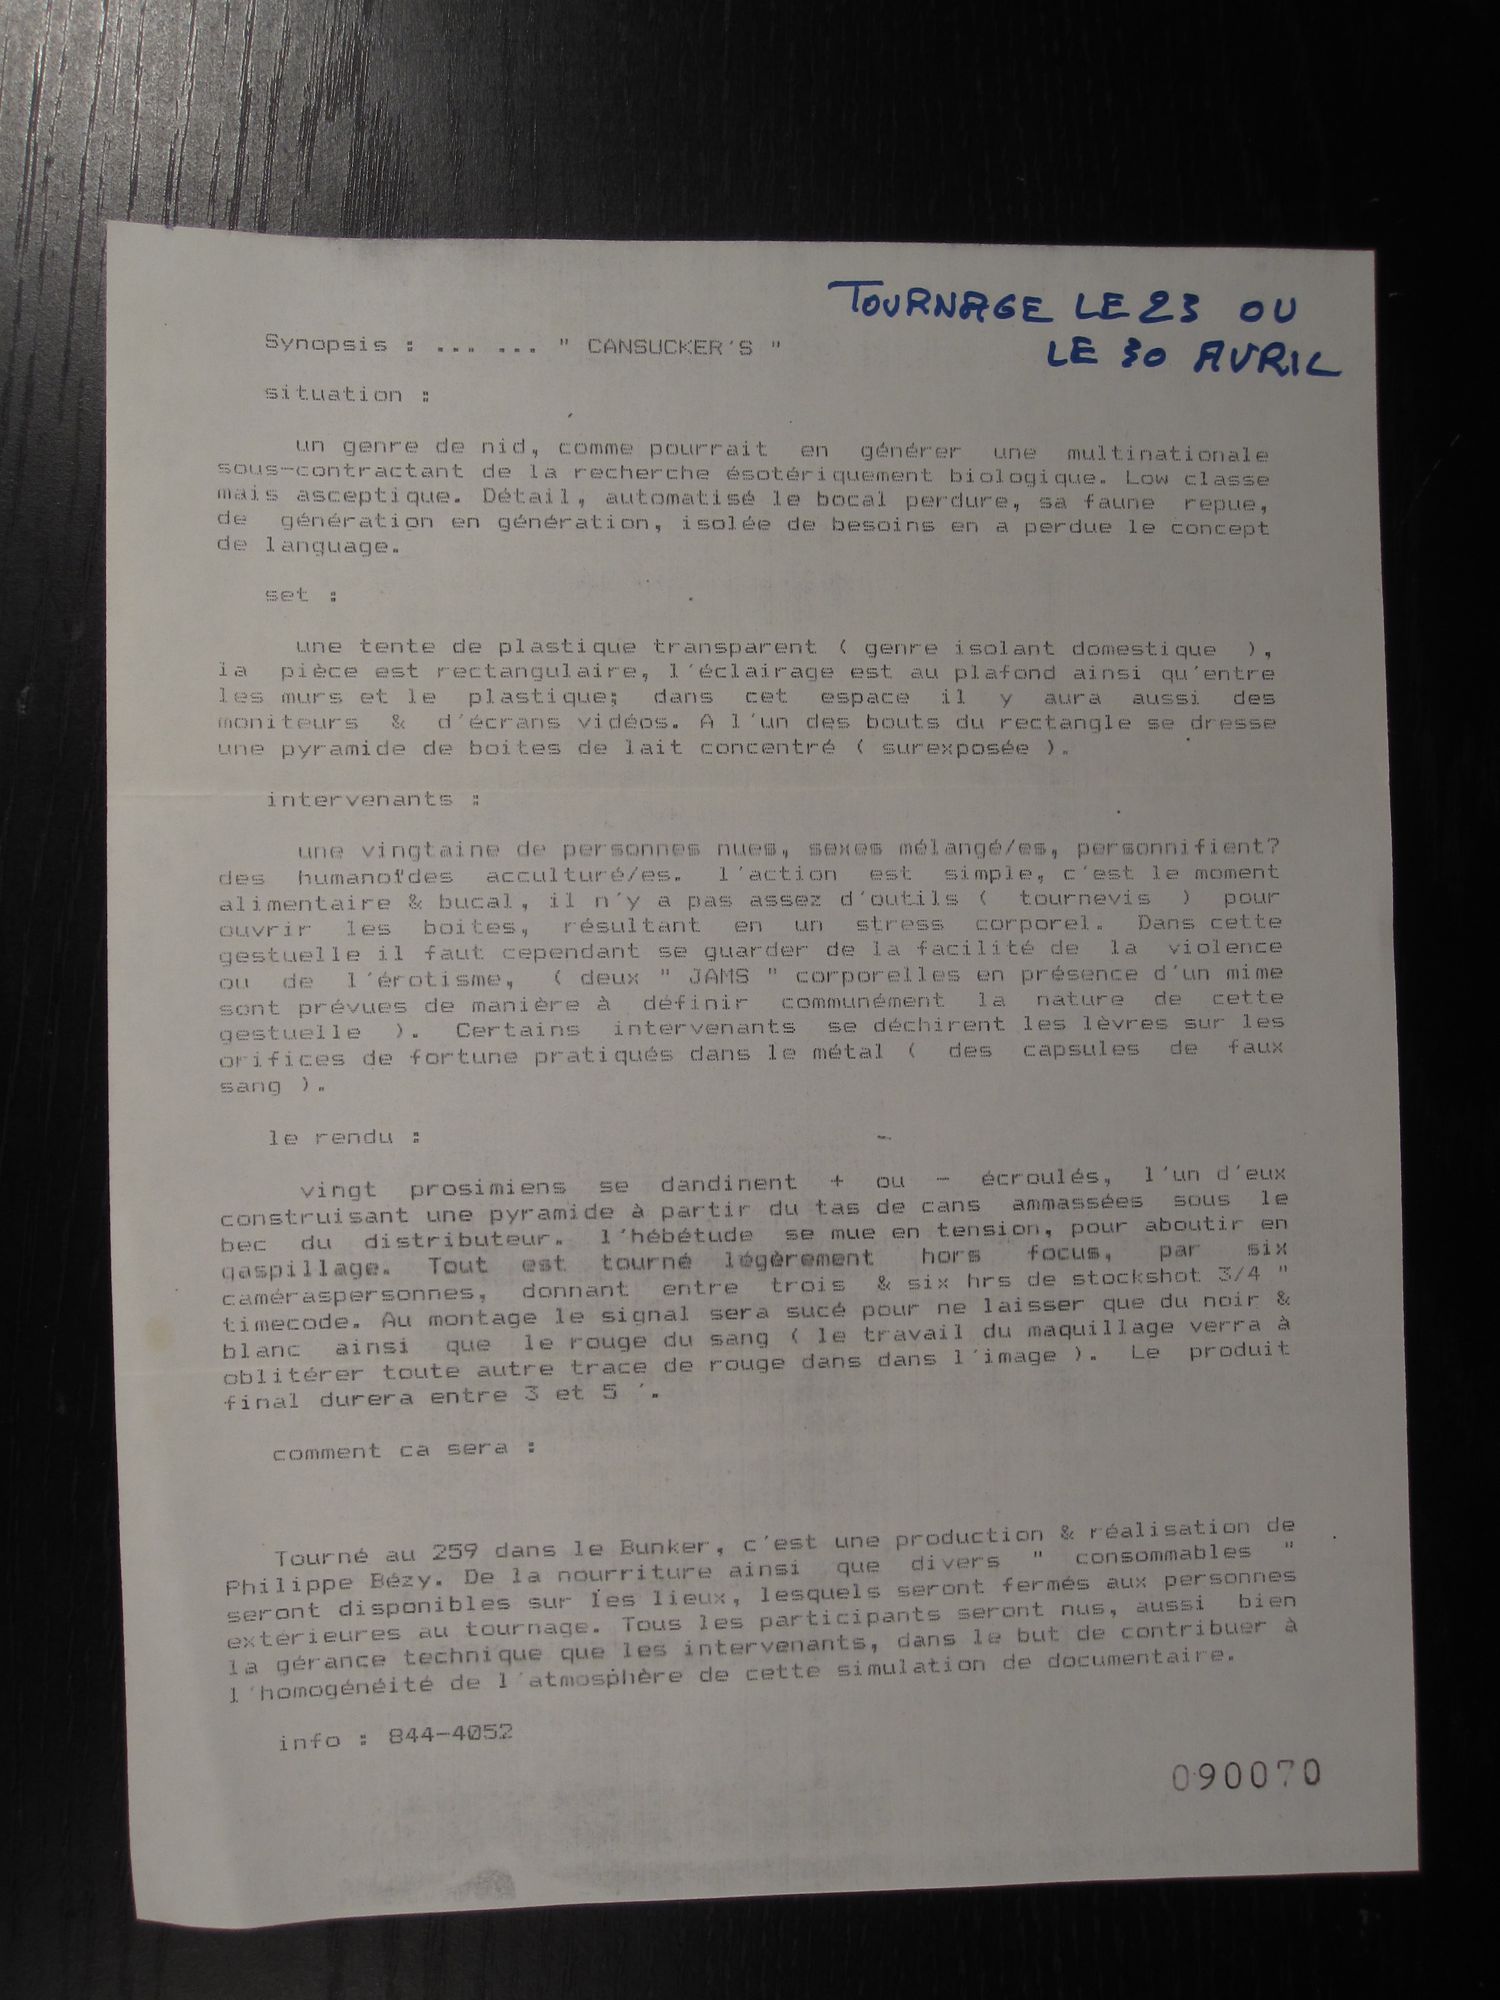 TOURNAGE LE 23 OU
LE 30 AVRIL
Synopsis : ... ... " CANSUCKER'S "
situation :
un genre de nid, comme pourrait en générer une multinationale
sous-contractant de la recherche ésotériquement biologique. Low classe
mais asceptique. Détail, automatisé le bocal perdure, sa faune repue,
de génération en génération, isolée de besoins en a perdue le concept
de language.
set :
une tente de plastique transparent ( genre isolant domestique ),
la pièce est rectangulaire, l'éclairage est au plafond ainsi qu'entre
les murs et le plastique; dans cet espace il y aura aussi des
moniteurs & d'écrans vidéos. A l'un des bouts du rectangle se dresse
une pyramide de boites de lait concentré ( surexposée ).
intervenants :
une vingtaine de personnes nues, sexes mélangé/es, personnifient?
des humanoïdes acculturé/es. l'action est simple, c'est le moment
alimentaire & bucal, il n'y a pas assez d'outils ( tournevis ) pour
ouvrir les boites, résultant en un stress corporel. Dans cette
gestuelle il faut cependant se guarder de la facilité de la violence
ou de l'érotisme, ( deux " JAMS " corporelles en présence d'un mime
sont prévues de manière à définir communément la nature de cette
gestuelle ). Certains intervenants se déchirent les lèvres sur les
orifices de fortune pratiqués dans le métal ( des capsules de faux
sang ).
le rendu :
vingt prosimiens se dandinent + ou - écroulés, l'un d'eux
construisant une pyramide à partir du tas de cans ammassées sous le
bec du distributeur. l'hébétude se mue en tension, pour aboutir en
gaspillage. Tout est tourné légèrement hors focus, par six
caméraspersonnes, donnant entre trois & six hrs de stockshot 3/4 "
timecode. Au montage le signal sera sucé pour ne laisser que du noir &
blanc ainsi que le rouge du sang ( le travail du maquillage verra à
oblitérer toute autre trace de rouge dans dans l'image ). Le produit
final durera entre 3 et 5 '.
comment ca sera :
Tourné au 259 dans le Bunker, c'est une production & réalisation de
Philippe Bézy. De la nourriture ainsi que divers " consommables "
seront disponibles sur les lieux, lesquels seront fermés aux personnes
extérieures au tournage. Tous les participants seront nus, aussi bien
la gérance technique que les intervenants, dans le but de contribuer à
l'homogénéité de l'atmosphère de cette simulation de documentaire.
info : 844-4052
090070